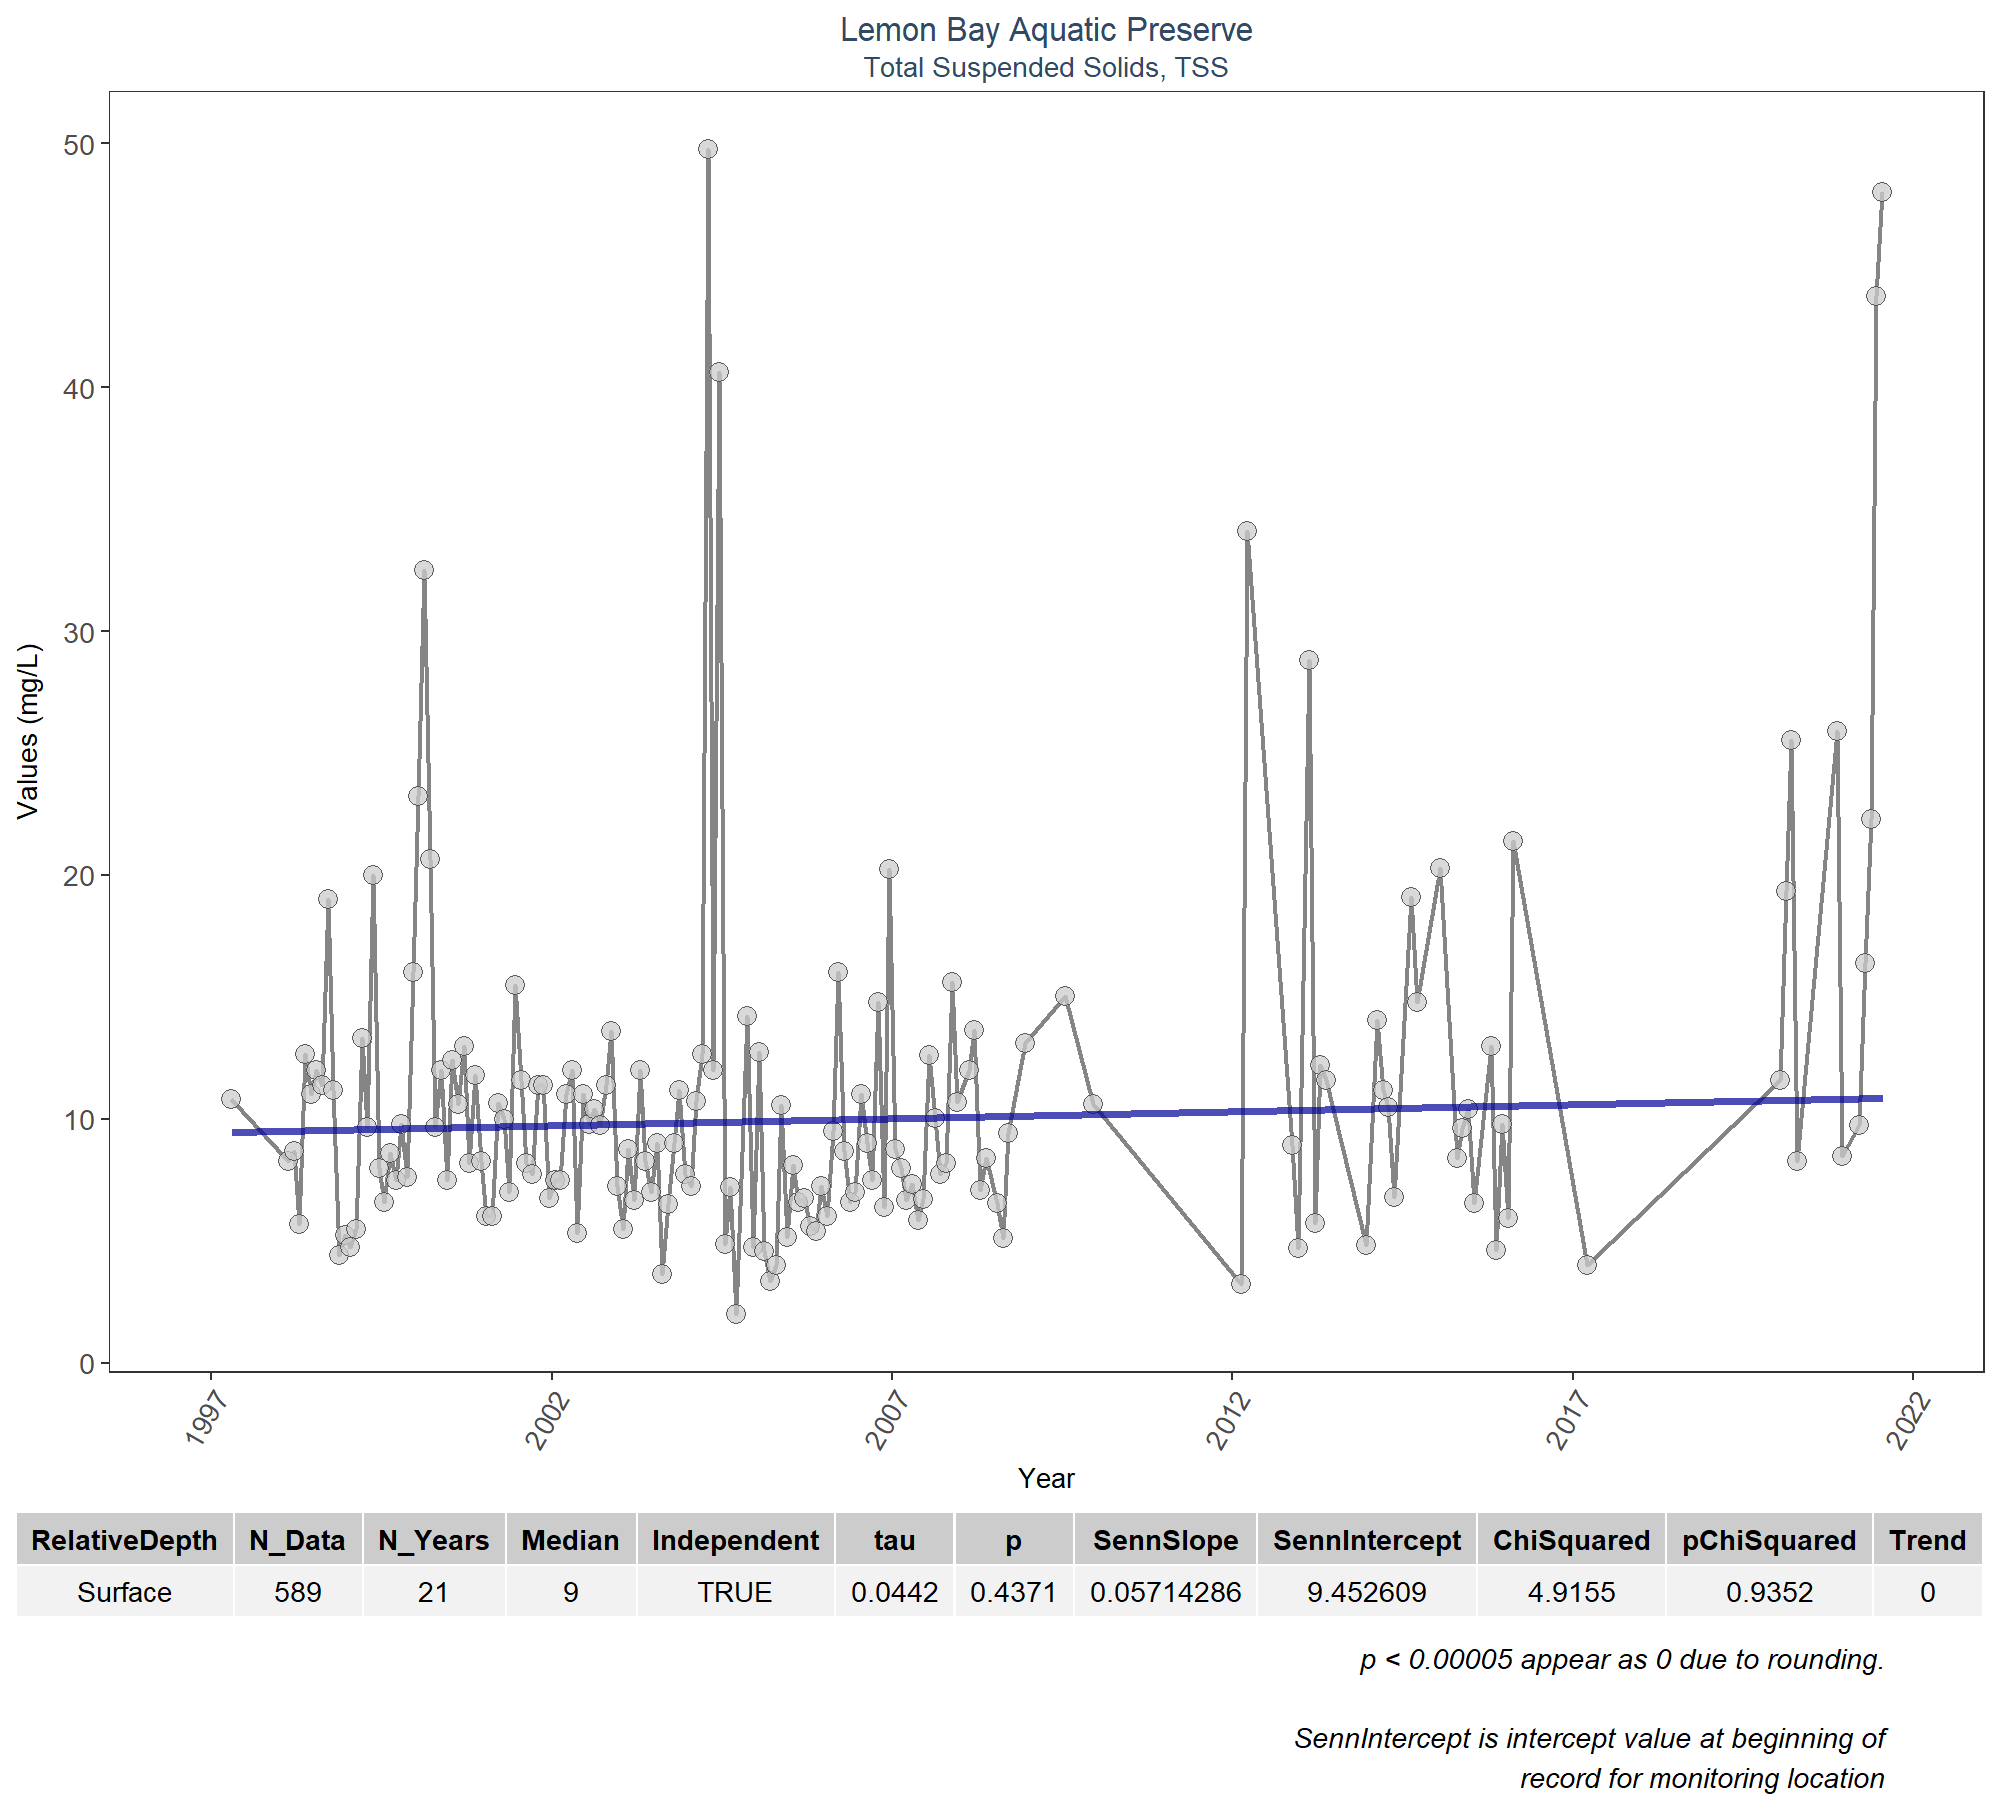 Lemon Bay Aquatic Preserve
Total Suspended Solids, TSS
50
40
30
20
10
0
Values (mg/L)
1997 2002 2007 2012 2017 2022
Year
RelativeDepth N_Data N_Years Median Independent tau p SennSlope SennIntercept ChiSquared pChiSquared Trend
Surface 589 21 9 TRUE 0.0442 0.4371 0.05714286 9.452609 4.9155 0.9352 0
p < 0.00005 appear as 0 due to rounding.
SennIntercept is intercept value at beginning of
record for monitoring location